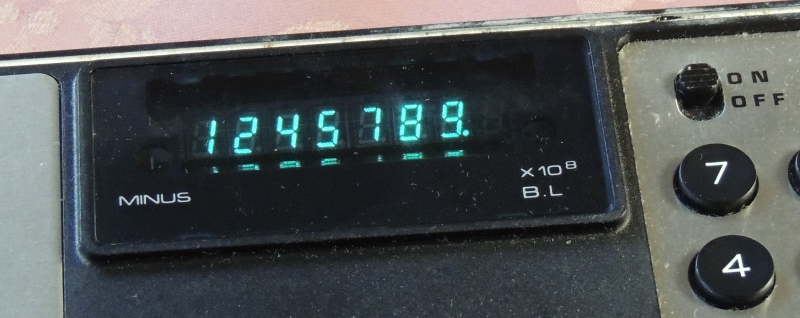 1245789.
MINUS
X10⁸
B.L
ON
OFF
7
4